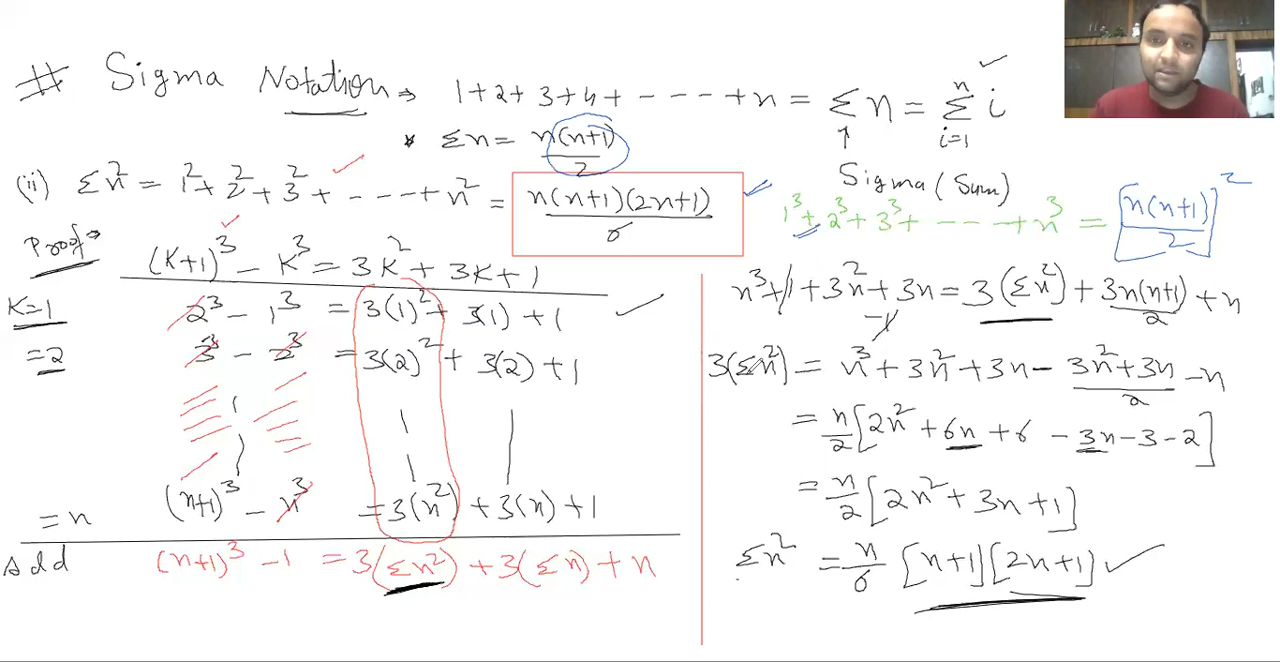 # Sigma Notation → 1+2+3+4+ - - - - + n = Σn = Σ_{i=1}^{n} i ✓
* Σn = n(n+1)/2
↑
Sigma (Sum)
(ii) Σn² = 1² + 2² + 3² + - - - - + n² = n(n+1)(2n+1)/6 ✓
1³ + 2³ + 3³ + - - - - + n³ = [n(n+1)/2]²
Proof →
(K+1)³ - K³ = 3K² + 3K + 1
K=1 2³ - 1³ = 3(1)² + 3(1) + 1 ✓
=2 3³ - 2³ = 3(2)² + 3(2) + 1
=n (n+1)³ - n³ = 3(n²) + 3(n) + 1
Add (n+1)³ - 1 = 3(Σn²) + 3(Σn) + n
n³ + 1 + 3n² + 3n = 3(Σn²) + 3n(n+1)/2 + n
-1
3(Σn²) = n³ + 3n² + 3n - (3n² + 3n)/2 - n
= n/2 [2n² + 6n + 6 - 3n - 3 - 2]
= n/2 [2n² + 3n + 1]
Σn² = n/6 [n+1][2n+1] ✓